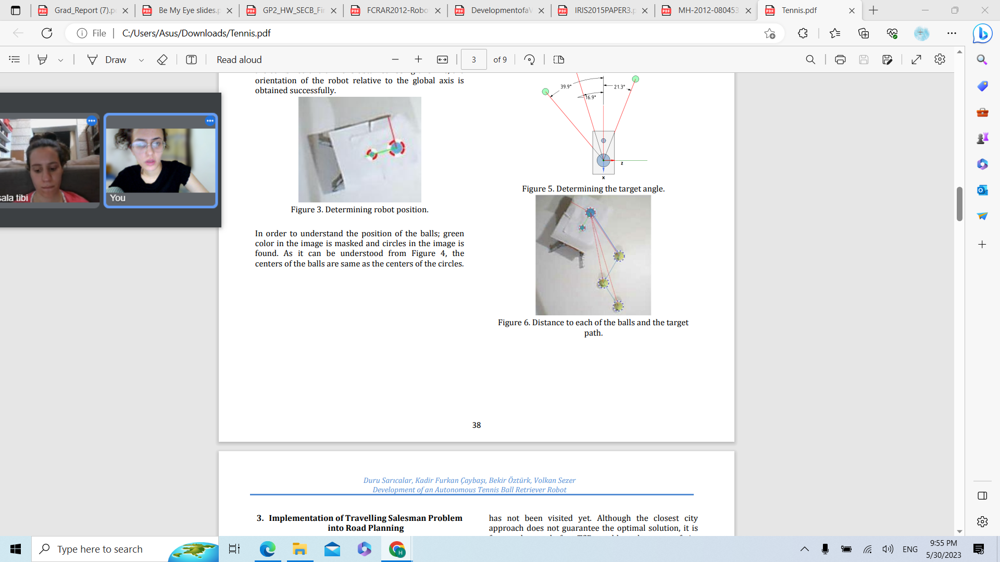 Grad_Report (7).p
Be My Eye slides.p
GP2_HW_SECB_Fi
FCRAR2012-Robo
DevelopmentofaV
IRIS2015PAPER3.p
MH-2012-080453
Tennis.pdf
File
C:/Users/Asus/Downloads/Tennis.pdf
Draw
Read aloud
3
of 9
orientation of the robot relative to the global axis is
obtained successfully.
Figure 3. Determining robot position.
In order to understand the position of the balls; green
color in the image is masked and circles in the image is
found. As it can be understood from Figure 4, the
centers of the balls are same as the centers of the circles.
39.9°
16.9°
21.3°
z
x
Figure 5. Determining the target angle.
Figure 6. Distance to each of the balls and the target
path.
38
sala tibi
You
Duru Sarıcalar, Kadir Furkan Çaybaşı, Bekir Öztürk, Volkan Sezer
Development of an Autonomous Tennis Ball Retriever Robot
3. Implementation of Travelling Salesman Problem
into Road Planning
has not been visited yet. Although the closest city
approach does not guarantee the optimal solution, it is
Type here to search
H
ENG
9:55 PM
5/30/2023